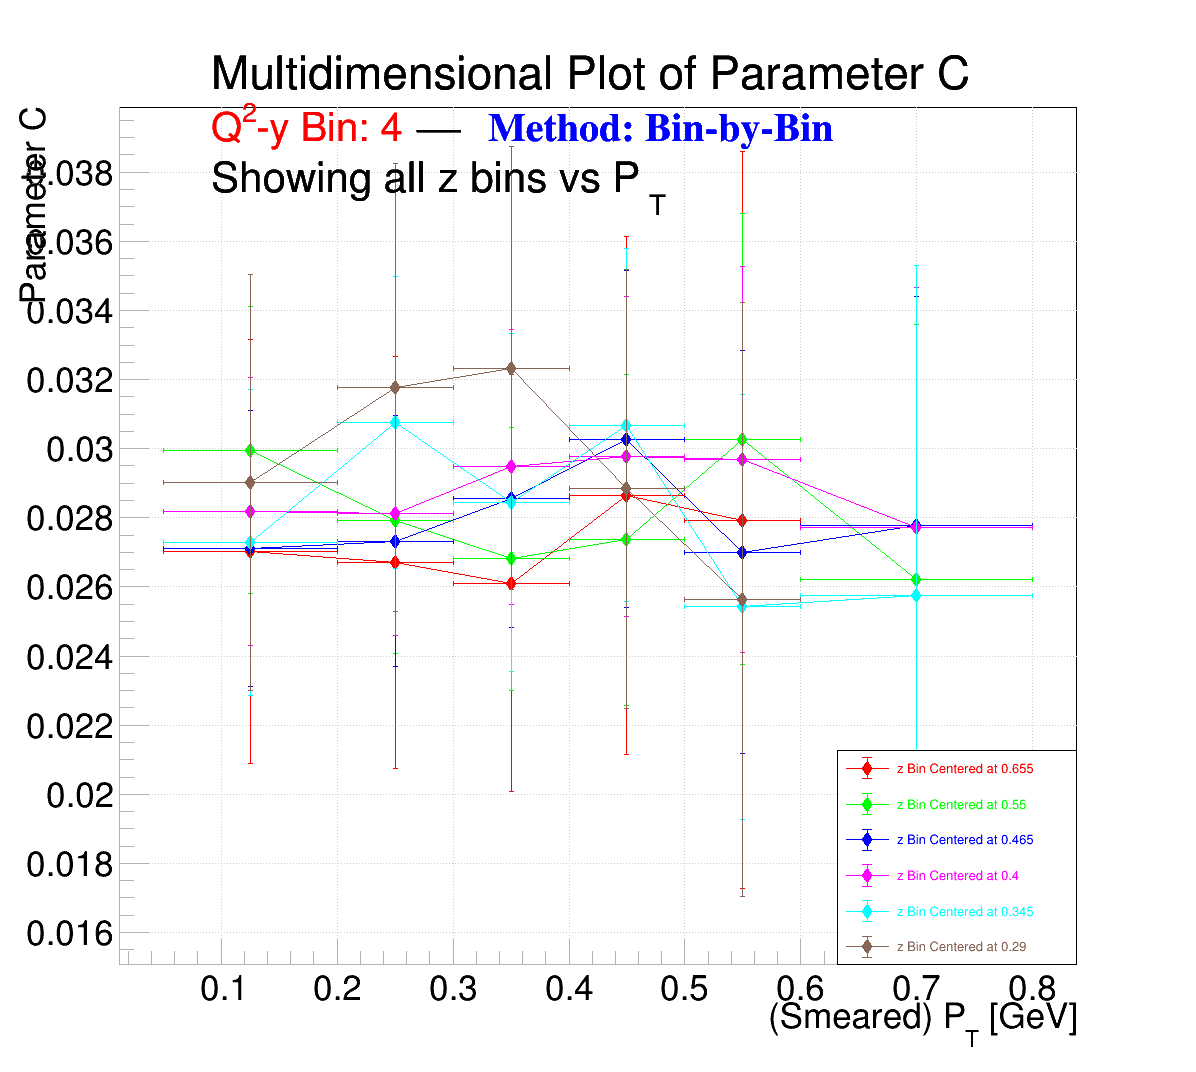 Multidimensional Plot of Parameter C
Q²-y Bin: 4 — Method: Bin-by-Bin
Showing all z bins vs P_T
Parameter C
0.038
0.036
0.034
0.032
0.03
0.028
0.026
0.024
0.022
0.02
0.018
0.016
z Bin Centered at 0.655
z Bin Centered at 0.55
z Bin Centered at 0.465
z Bin Centered at 0.4
z Bin Centered at 0.345
z Bin Centered at 0.29
0.1 0.2 0.3 0.4 0.5 0.6 0.7 0.8
(Smeared) P_T [GeV]